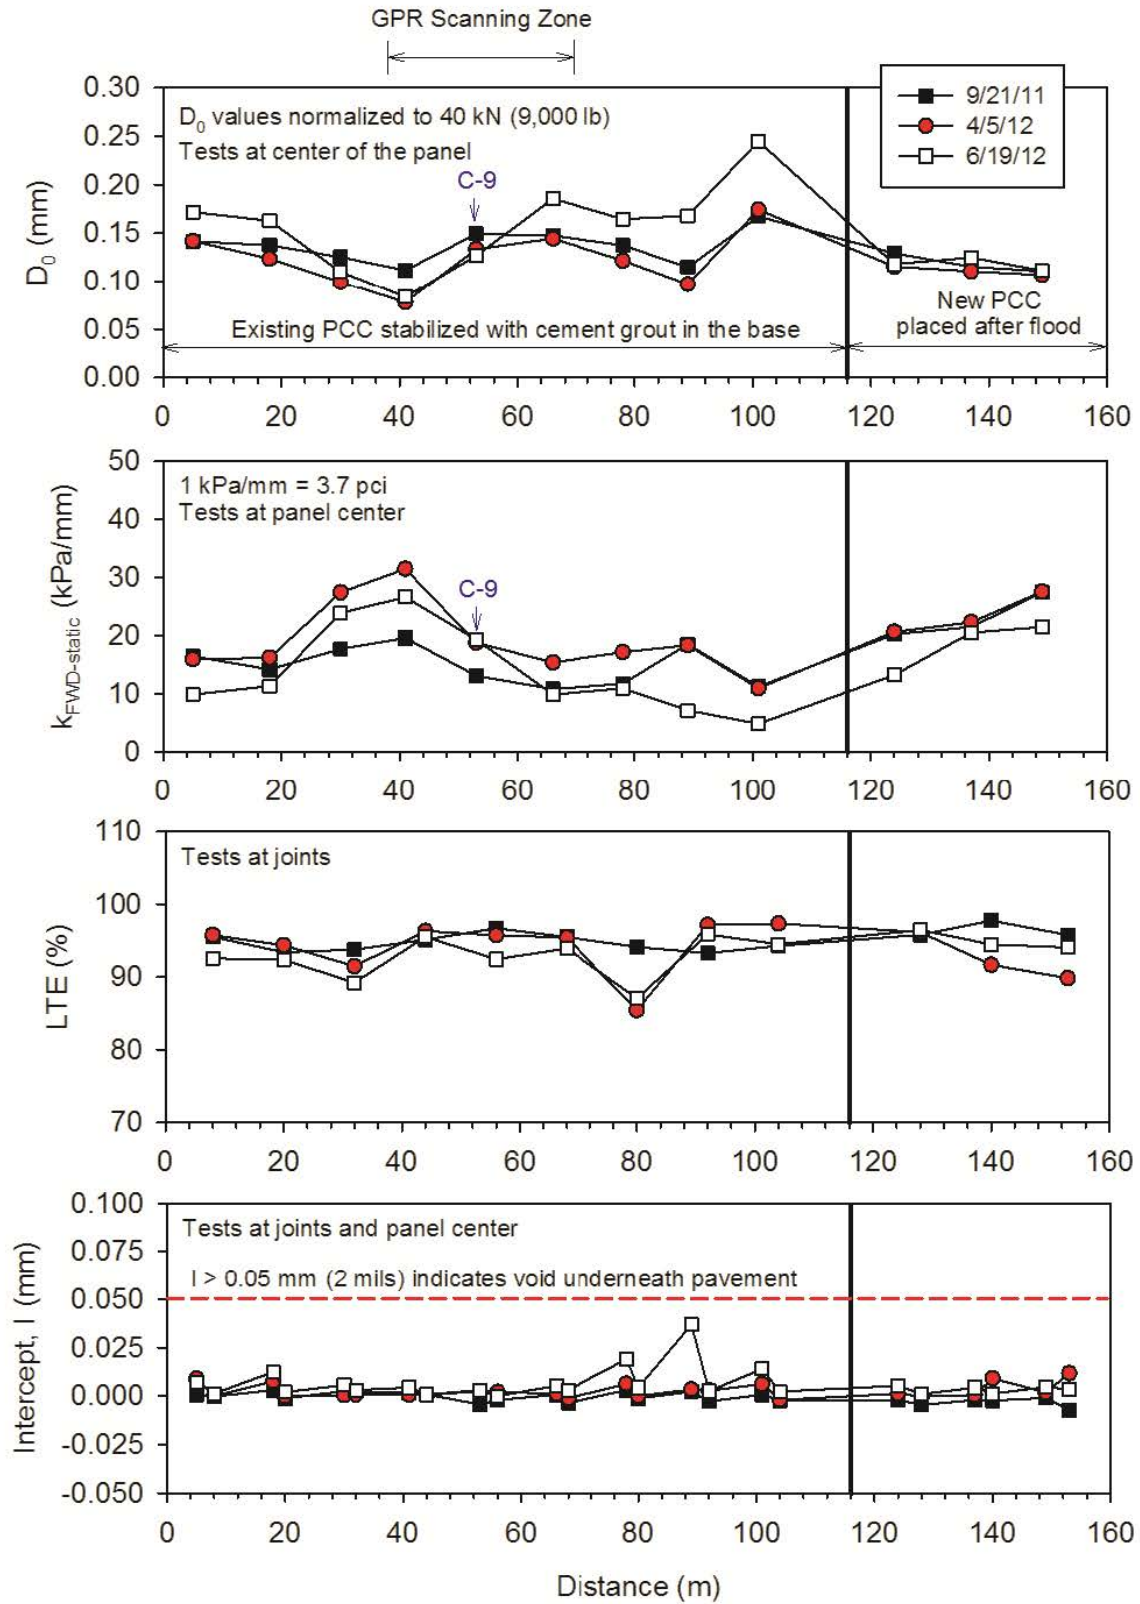 GPR Scanning Zone
0.30
0.25
0.20
0.15
0.10
0.05
0.00
D0 (mm)
D0 values normalized to 40 kN (9,000 lb)
Tests at center of the panel
C-9
9/21/11
4/5/12
6/19/12
Existing PCC stabilized with cement grout in the base
New PCC
placed after flood
0 20 40 60 80 100 120 140 160
50
40
30
20
10
0
kFWD-static (kPa/mm)
1 kPa/mm = 3.7 pci
Tests at panel center
C-9
0 20 40 60 80 100 120 140 160
110
100
90
80
70
LTE (%)
Tests at joints
0 20 40 60 80 100 120 140 160
0.100
0.075
0.050
0.025
0.000
-0.025
-0.050
Intercept, I (mm)
Tests at joints and panel center
I > 0.05 mm (2 mils) indicates void underneath pavement
0 20 40 60 80 100 120 140 160
Distance (m)